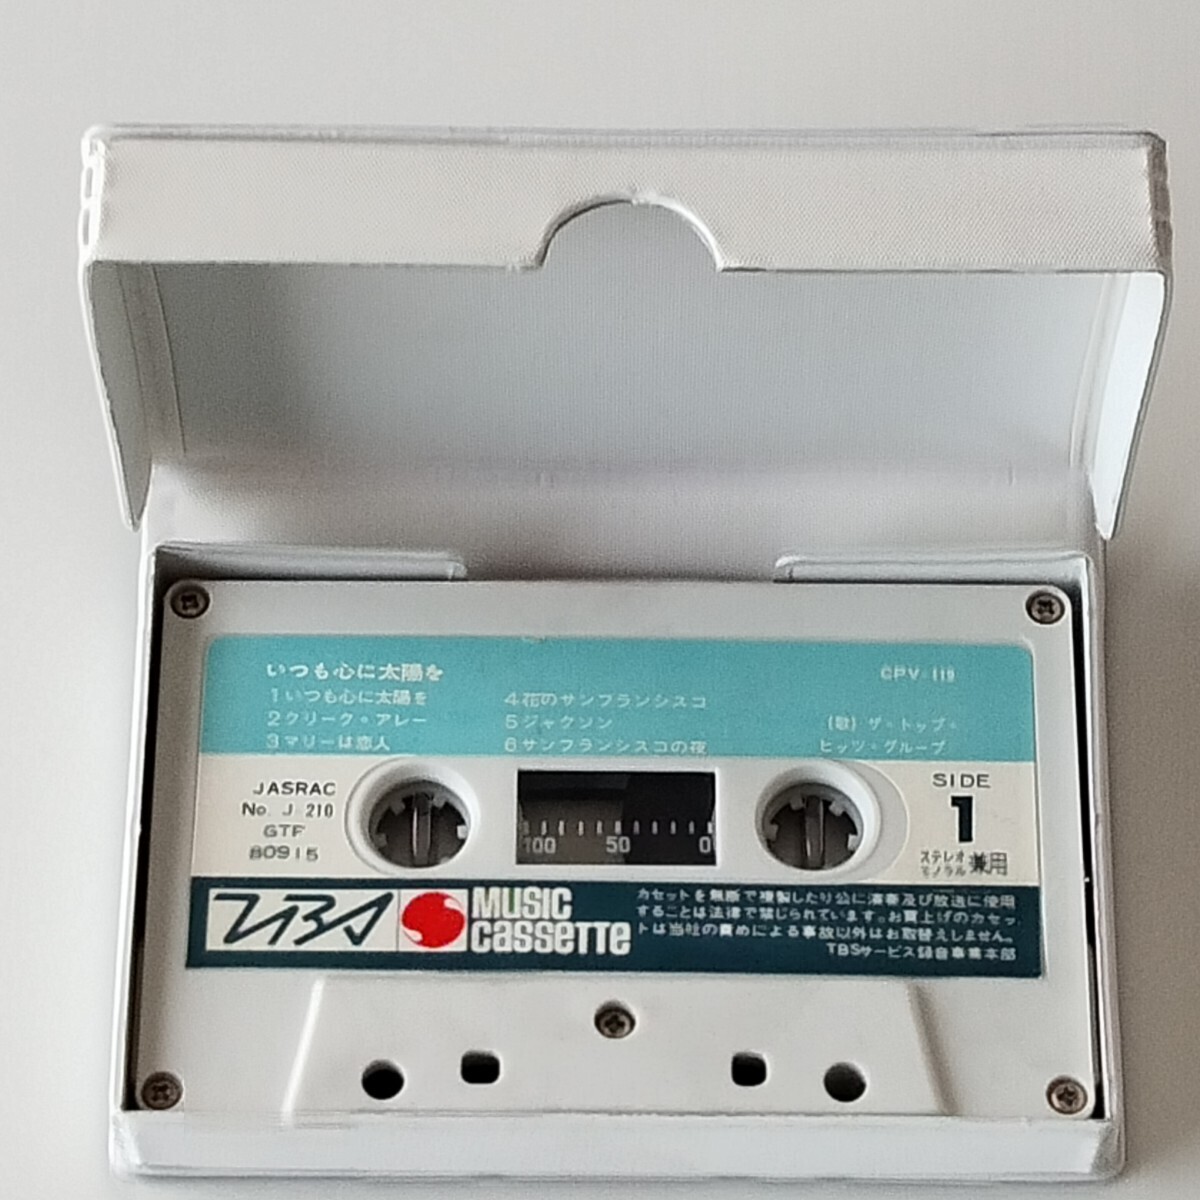 いつも心に太陽を
1いつも心に太陽を
2クリーク・アレー
3マリーは恋人
4花のサンフランシスコ
5ジャクソン
6サンフランシスコの夜
CPV-119
(歌) ザ・トップ・
ヒッツ・グループ
JASRAC
No. J 210
GTF
80915
100 50 0
SIDE
1
ステレオ
モノラル 兼用
TBS
MUSIC
cassette
カセットを無断で複製したり公に演奏及び放送に使用
することは法律で禁じられています。お買上げのカセッ
トは当社の責めによる事故以外はお取替えしません。
TBSサービス録音事業本部